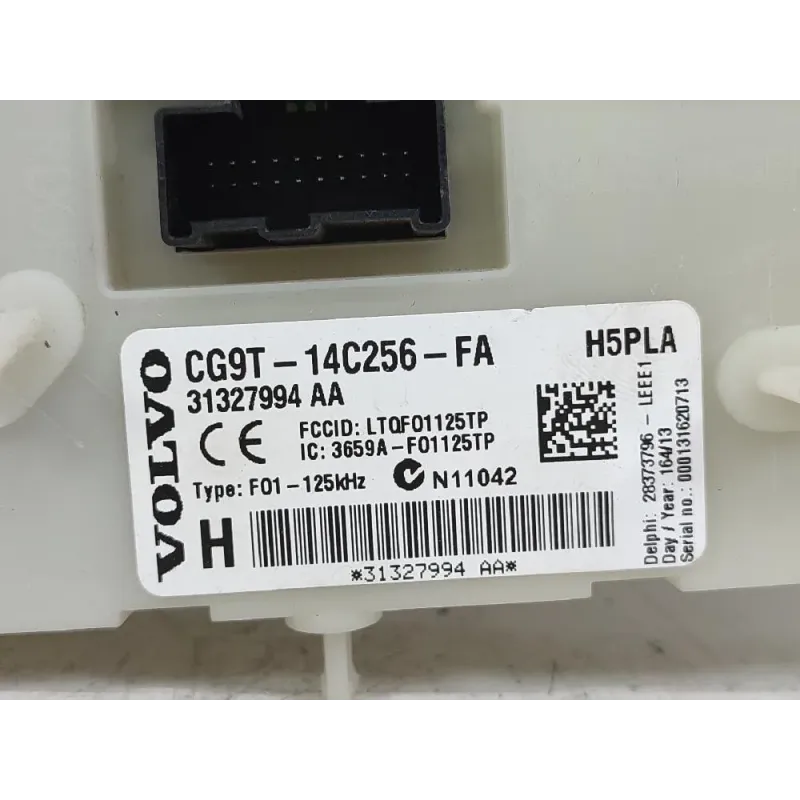 VOLVO
CG9T-14C256-FA
H5PLA
31327994 AA
CE
FCCID: LTQF01125TP
IC: 3659A-F01125TP
Type: F01-125kHz
N11042
H
*31327994 AA*
Delphi: 28373796 - LEEE1
Day / Year: 164/13
Serial no.: 000131620713